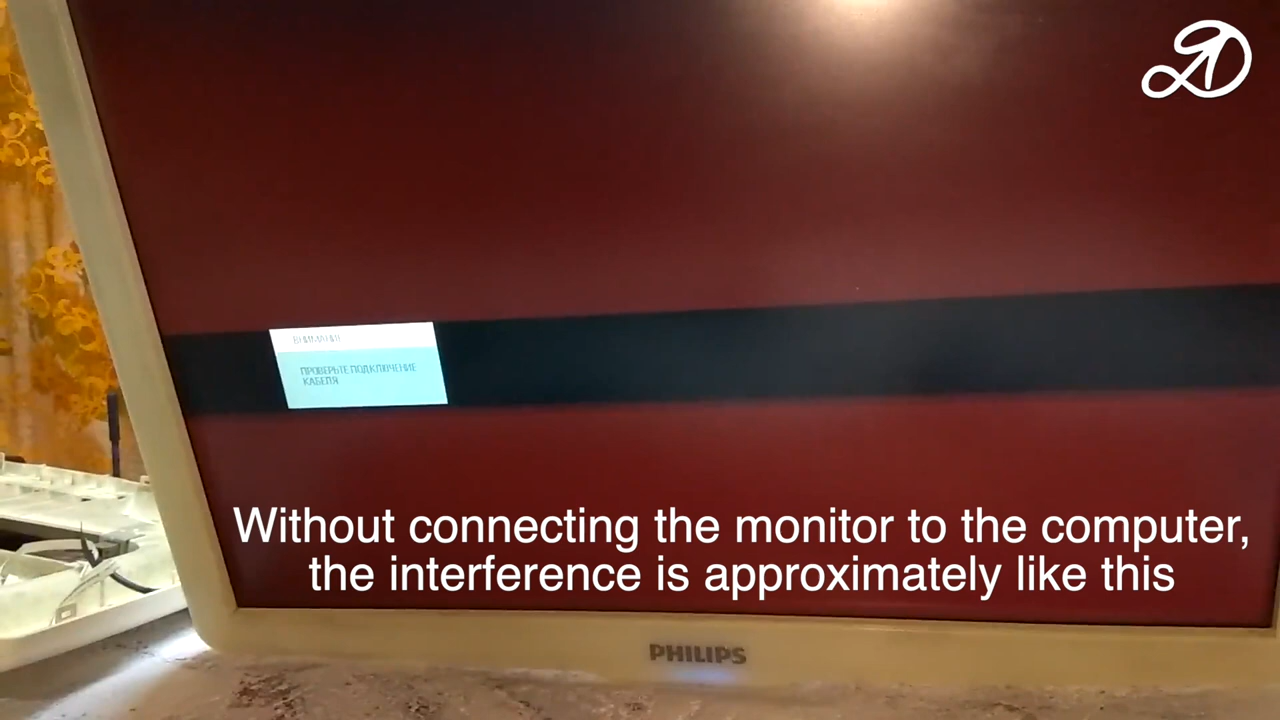 ВНИМАНИЕ
ПРОВЕРЬТЕ ПОДКЛЮЧЕНИЕ
КАБЕЛЯ
Without connecting the monitor to the computer,
the interference is approximately like this
PHILIPS